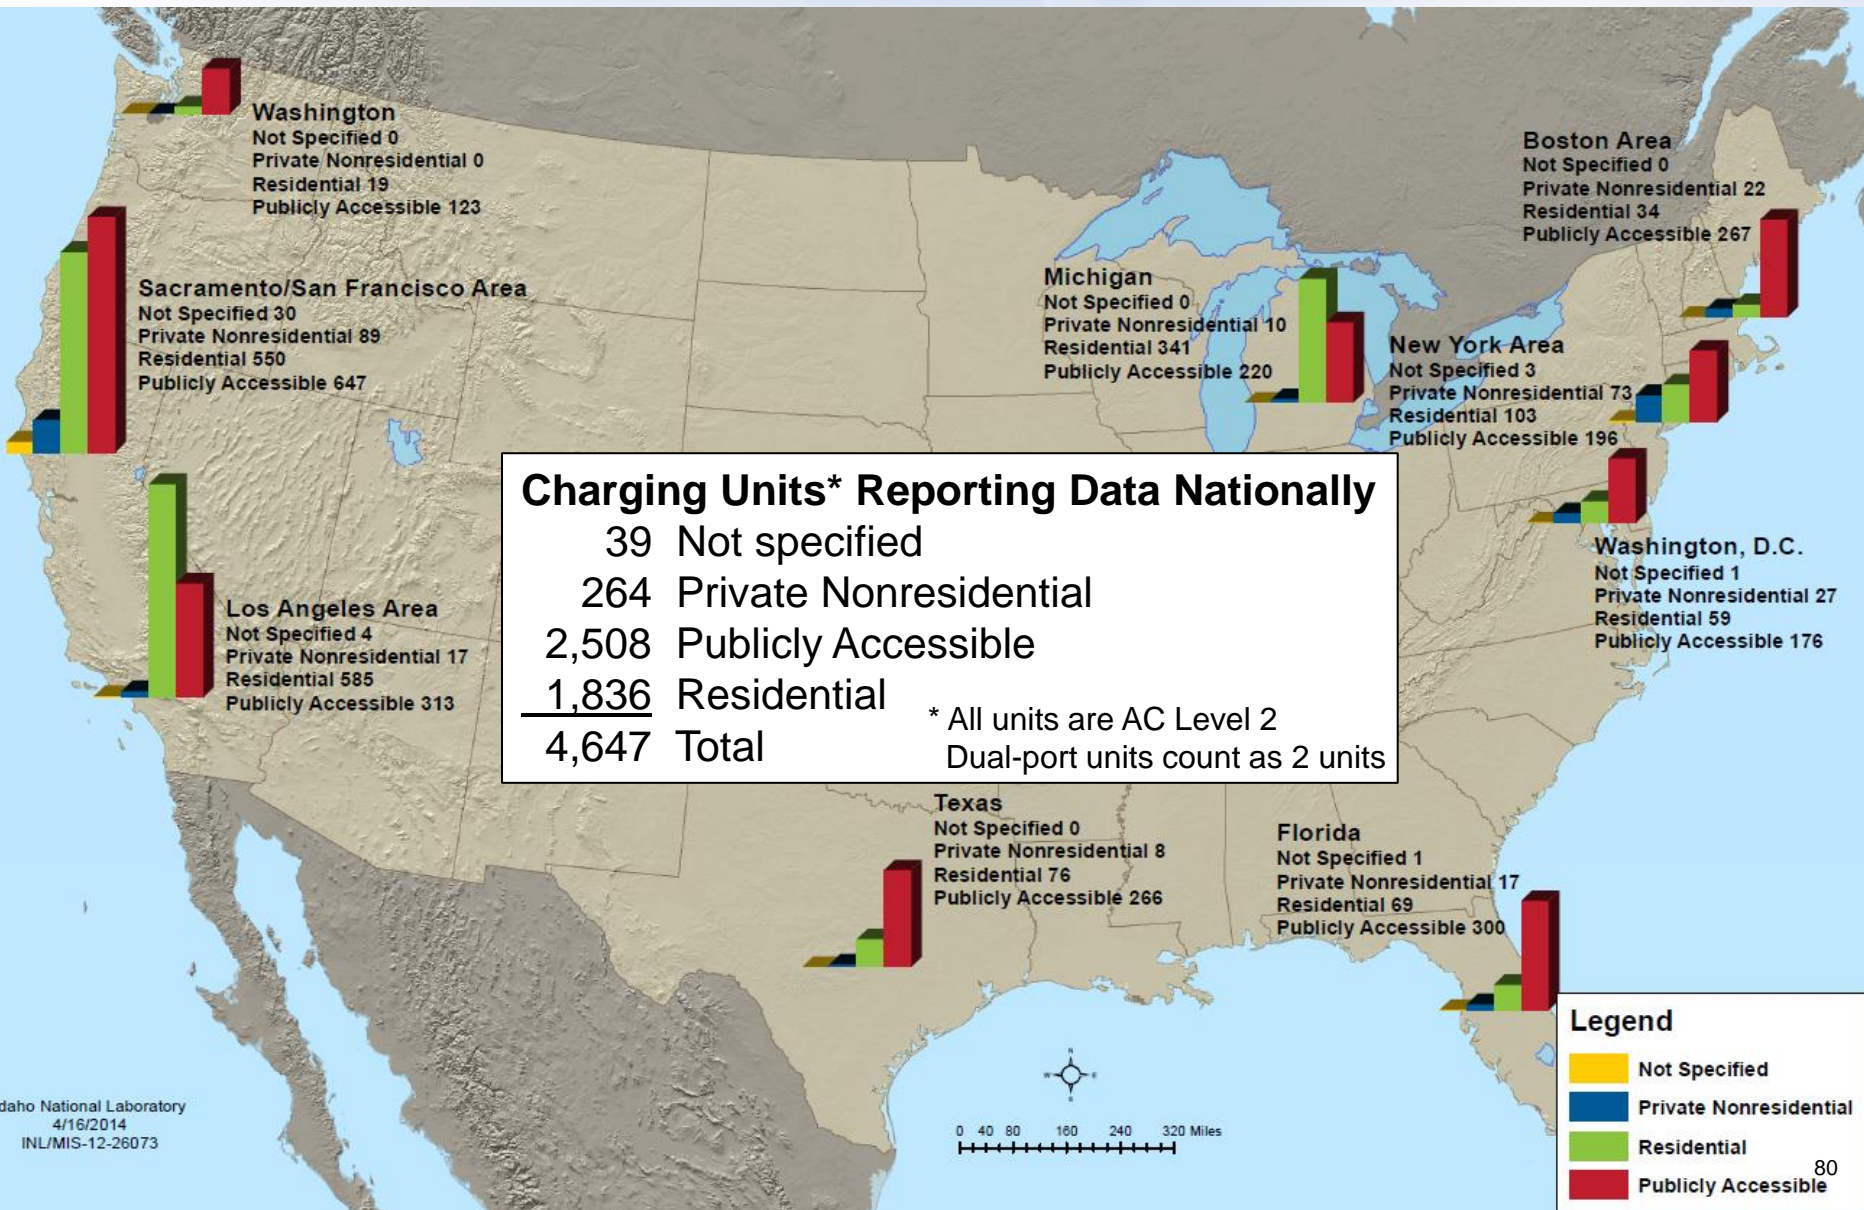 Washington
Not Specified 0
Private Nonresidential 0
Residential 19
Publicly Accessible 123
Boston Area
Not Specified 0
Private Nonresidential 22
Residential 34
Publicly Accessible 267
Sacramento/San Francisco Area
Not Specified 30
Private Nonresidential 89
Residential 550
Publicly Accessible 647
Michigan
Not Specified 0
Private Nonresidential 10
Residential 341
Publicly Accessible 220
New York Area
Not Specified 3
Private Nonresidential 73
Residential 103
Publicly Accessible 196
Charging Units* Reporting Data Nationally
39 Not specified
264 Private Nonresidential
2,508 Publicly Accessible
1,836 Residential
4,647 Total
* All units are AC Level 2
Dual-port units count as 2 units
Washington, D.C.
Not Specified 1
Private Nonresidential 27
Residential 59
Publicly Accessible 176
Los Angeles Area
Not Specified 4
Private Nonresidential 17
Residential 585
Publicly Accessible 313
Texas
Not Specified 0
Private Nonresidential 8
Residential 76
Publicly Accessible 266
Florida
Not Specified 1
Private Nonresidential 17
Residential 69
Publicly Accessible 300
Legend
Not Specified
Private Nonresidential
Residential
Publicly Accessible
80
daho National Laboratory
4/16/2014
INL/MIS-12-26073
N
W E
S
0 40 80 160 240 320 Miles